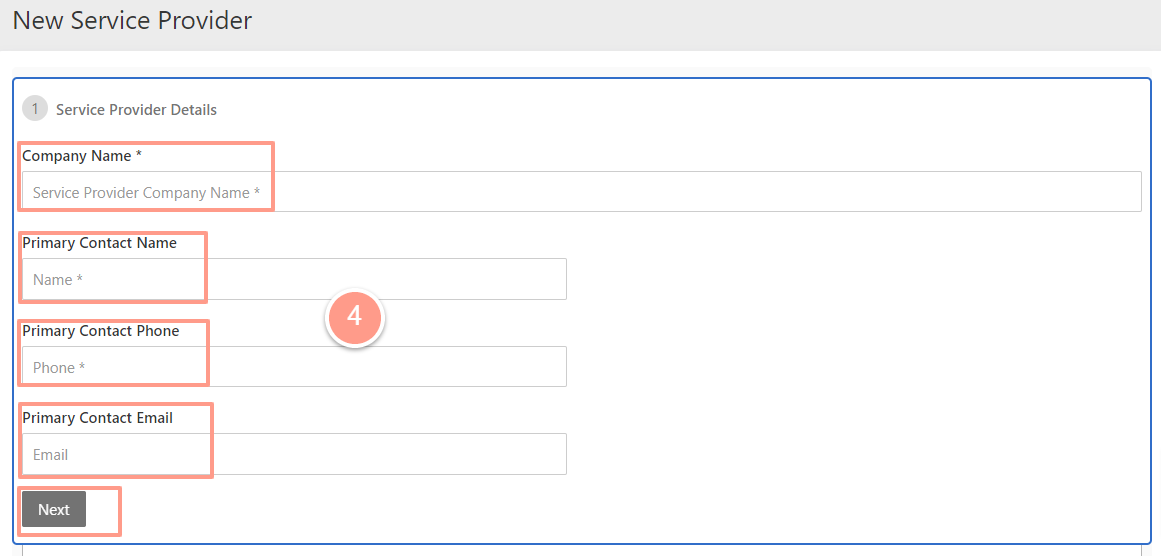 New Service Provider
1 Service Provider Details
Company Name *
Service Provider Company Name *
Primary Contact Name
Name *
4
Primary Contact Phone
Phone *
Primary Contact Email
Email
Next